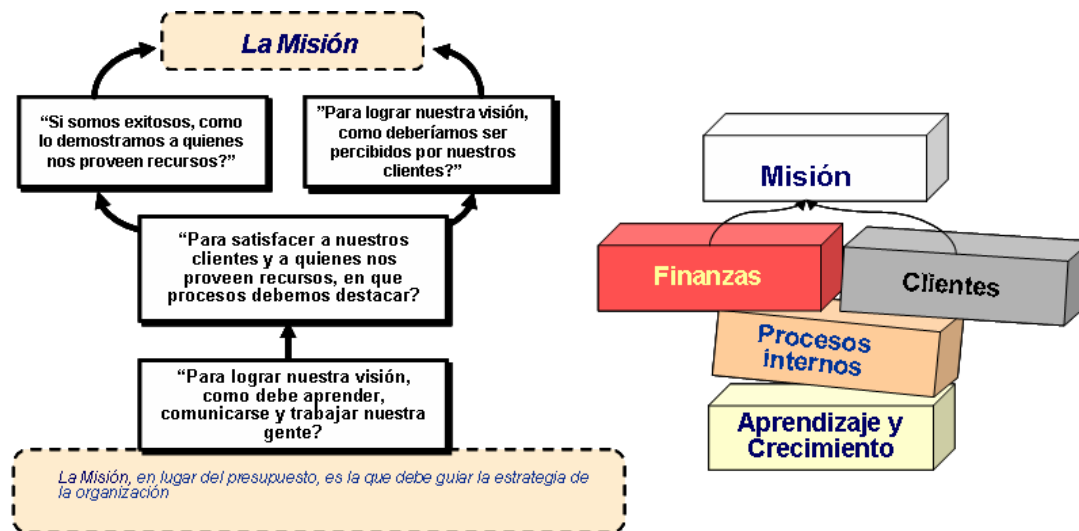 La Misión
“Si somos exitosos, como
lo demostramos a quienes
nos proveen recursos?”
”Para lograr nuestra visión,
como deberíamos ser
percibidos por nuestros
clientes?”
“Para satisfacer a nuestros
clientes y a quienes nos
proveen recursos, en que
procesos debemos destacar?
“Para lograr nuestra visión,
como debe aprender,
comunicarse y trabajar nuestra
gente?
La Misión, en lugar del presupuesto, es la que debe guiar la estrategia de
la organización
Misión
Finanzas
Clientes
Procesos
internos
Aprendizaje y
Crecimiento